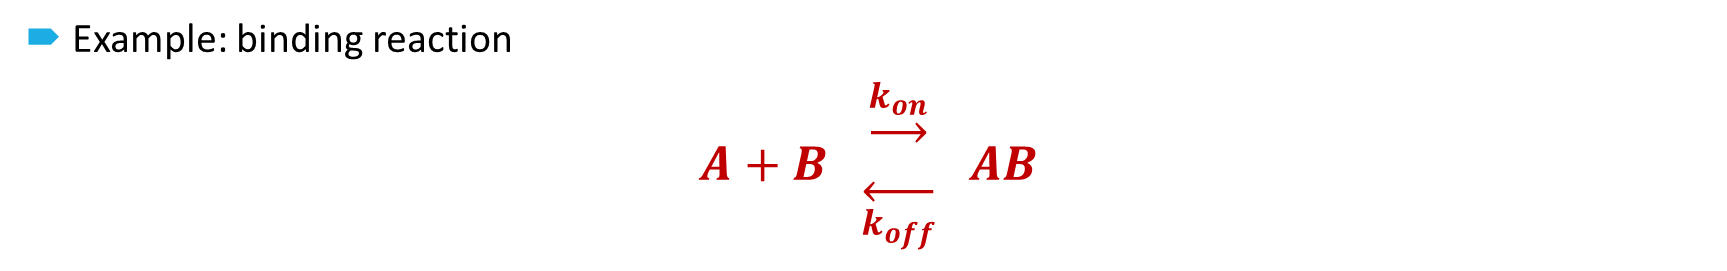 Example: binding reaction
k_on
A + B → ← AB
k_off